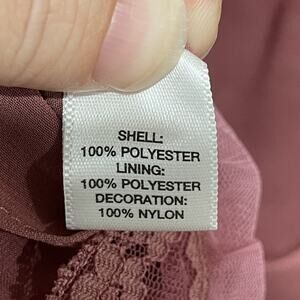 SHELL:
100% POLYESTER
LINING:
100% POLYESTER
DECORATION:
100% NYLON